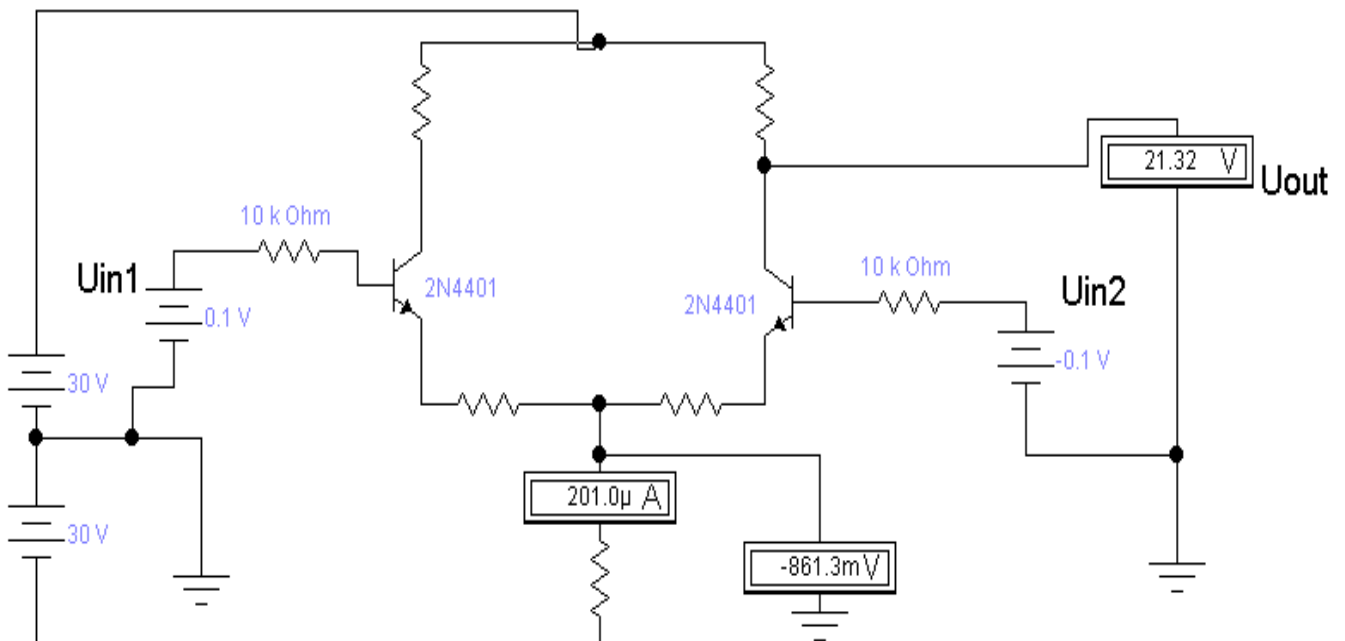 21.32 V
Uout
10 k Ohm
Uin1
2N4401
10 k Ohm
2N4401
Uin2
0.1 V
-0.1 V
30 V
201.0µ A
30 V
-861.3mV